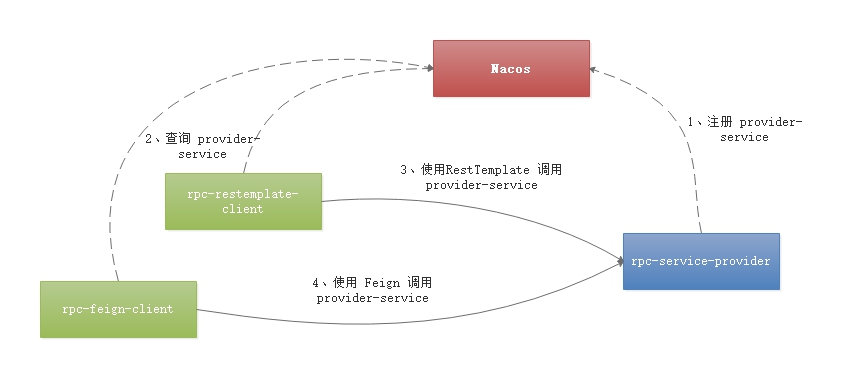 Nacos
1、注册 provider-
service
2、查询 provider-
service
3、使用RestTemplate 调用
provider-service
rpc-restemplate-
client
rpc-service-provider
4、使用 Feign 调用
provider-service
rpc-feign-client